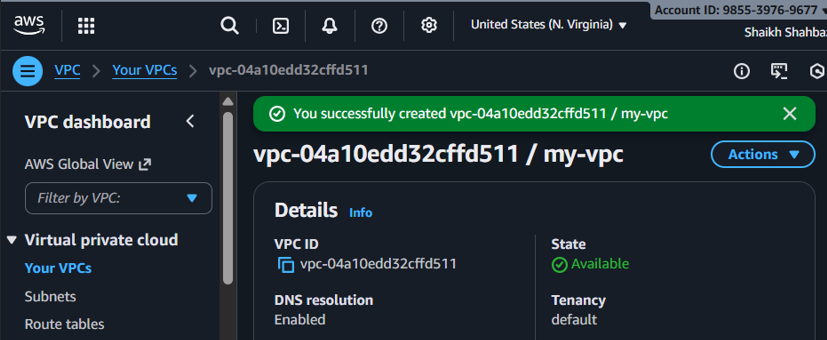 aws
United States (N. Virginia)
Account ID: 9855-3976-9677
Shaikh Shahba
VPC
Your VPCs
vpc-04a10edd32cffd511
VPC dashboard
AWS Global View
Filter by VPC:
Virtual private cloud
Your VPCs
Subnets
Route tables
You successfully created vpc-04a10edd32cffd511 / my-vpc
vpc-04a10edd32cffd511 / my-vpc
Actions
Details Info
VPC ID
vpc-04a10edd32cffd511
State
Available
DNS resolution
Enabled
Tenancy
default